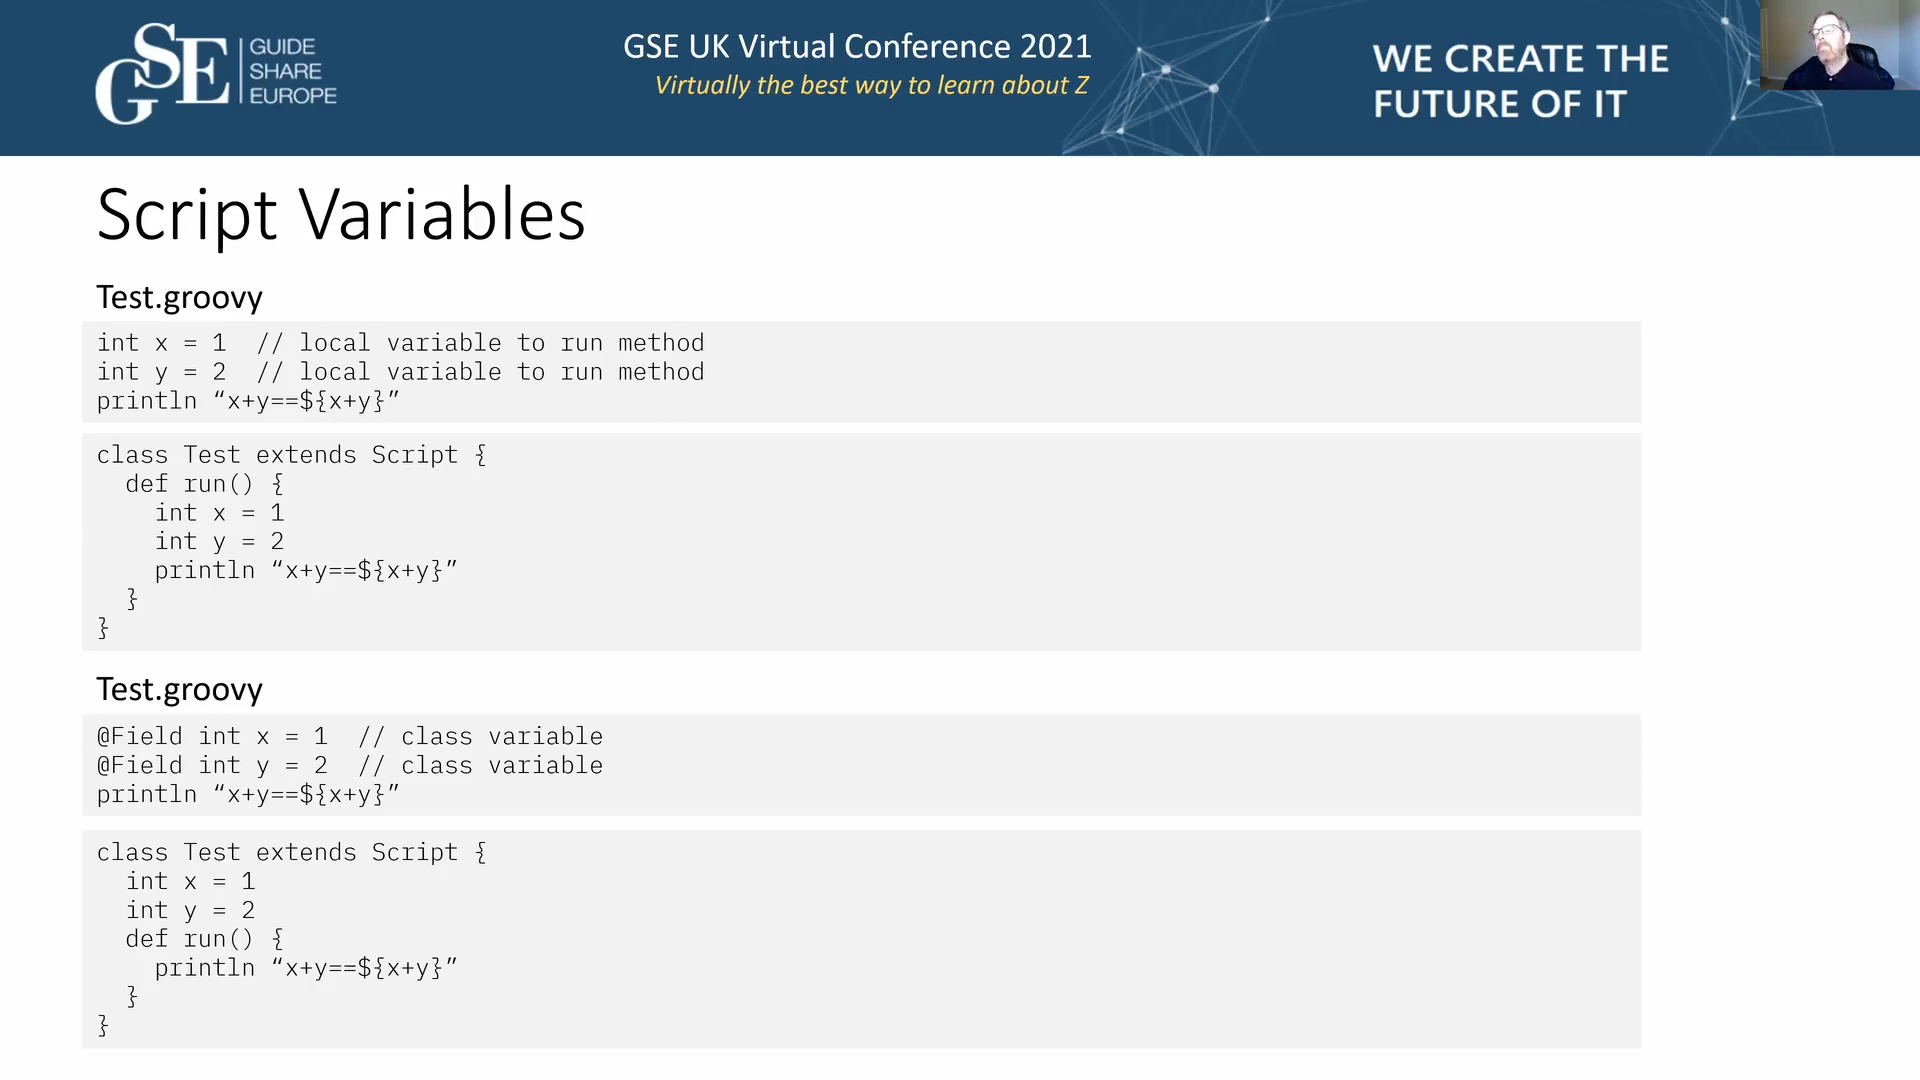 GSE
GUIDE
SHARE
EUROPE
GSE UK Virtual Conference 2021
Virtually the best way to learn about Z
WE CREATE THE
FUTURE OF IT
Script Variables
Test.groovy
int x = 1  // local variable to run method
int y = 2  // local variable to run method
println “x+y==${x+y}”
class Test extends Script {
  def run() {
    int x = 1
    int y = 2
    println “x+y==${x+y}”
  }
}
Test.groovy
@Field int x = 1  // class variable
@Field int y = 2  // class variable
println “x+y==${x+y}”
class Test extends Script {
  int x = 1
  int y = 2
  def run() {
    println “x+y==${x+y}”
  }
}